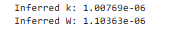 Inferred k: 1.00769e-06
Inferred W: 1.10363e-06